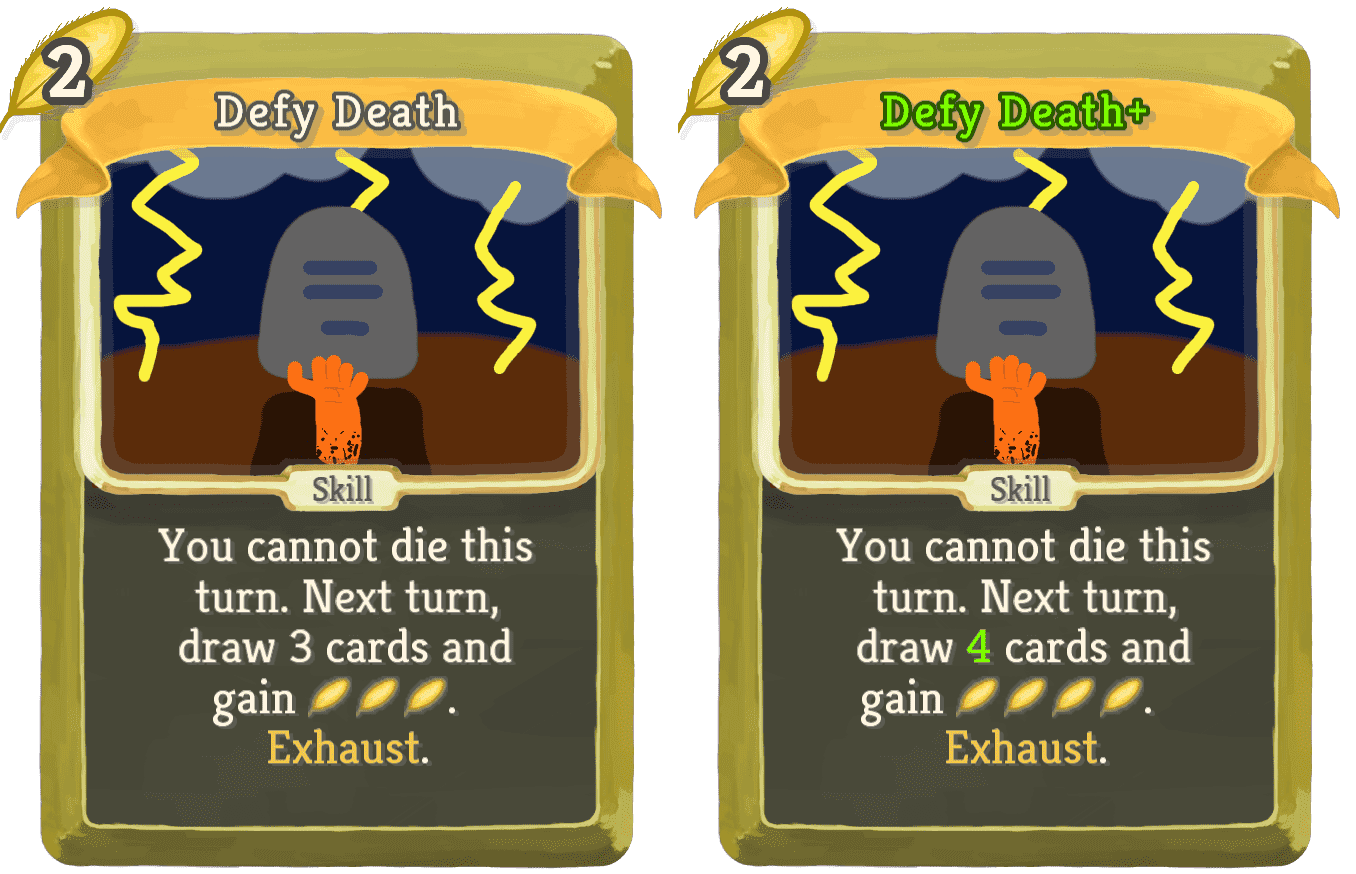 2
Defy Death
Skill
You cannot die this
turn. Next turn,
draw 3 cards and
gain .
Exhaust.
2
Defy Death+
Skill
You cannot die this
turn. Next turn,
draw 4 cards and
gain .
Exhaust.